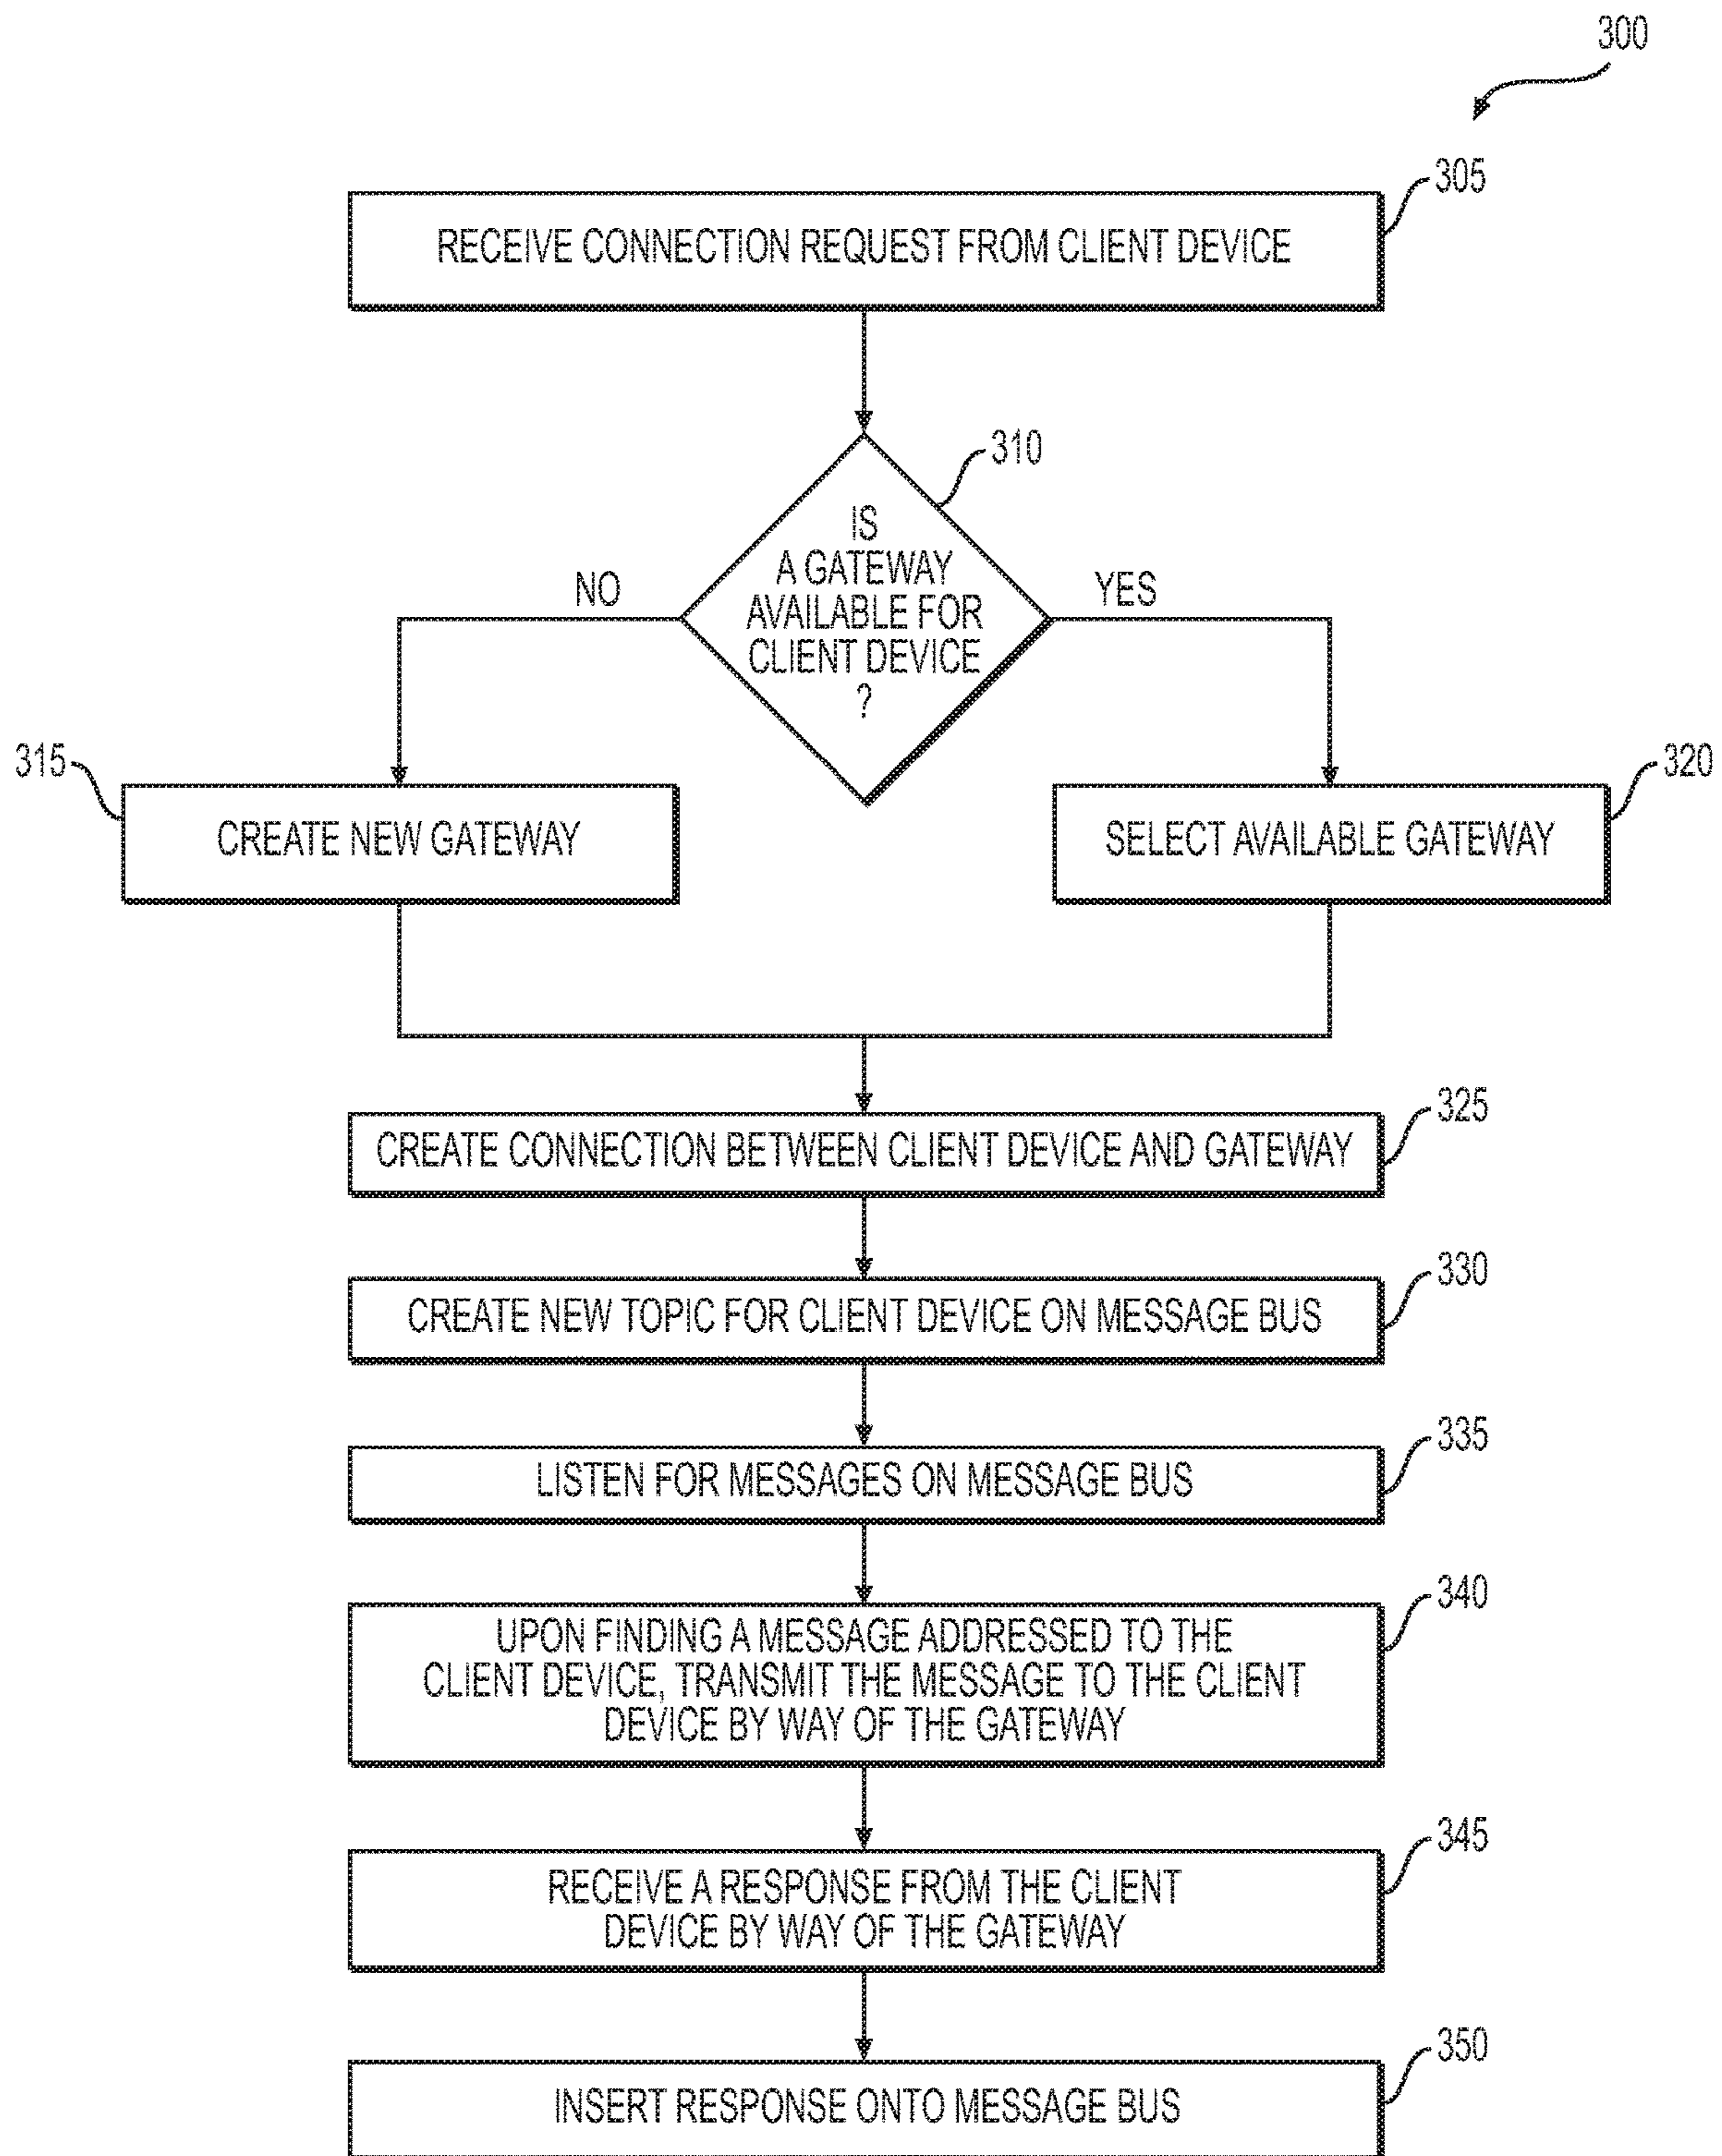 300
305
RECEIVE CONNECTION REQUEST FROM CLIENT DEVICE
310
IS
A GATEWAY
AVAILABLE FOR
CLIENT DEVICE
?
NO
YES
315
CREATE NEW GATEWAY
320
SELECT AVAILABLE GATEWAY
325
CREATE CONNECTION BETWEEN CLIENT DEVICE AND GATEWAY
330
CREATE NEW TOPIC FOR CLIENT DEVICE ON MESSAGE BUS
335
LISTEN FOR MESSAGES ON MESSAGE BUS
340
UPON FINDING A MESSAGE ADDRESSED TO THE
CLIENT DEVICE, TRANSMIT THE MESSAGE TO THE CLIENT
DEVICE BY WAY OF THE GATEWAY
345
RECEIVE A RESPONSE FROM THE CLIENT
DEVICE BY WAY OF THE GATEWAY
350
INSERT RESPONSE ONTO MESSAGE BUS